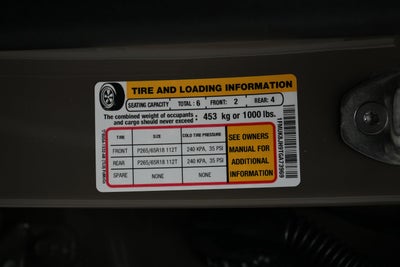 TIRE AND LOADING INFORMATION
SEATING CAPACITY TOTAL : 6 FRONT: 2 REAR: 4
The combined weight of occupants and cargo should never exceed : 453 kg or 1000 lbs.
TIRE SIZE COLD TIRE PRESSURE
FRONT P265/65R18 112T 240 KPA, 35 PSI
REAR P265/65R18 112T 240 KPA, 35 PSI
SPARE NONE NONE
SEE OWNERS
MANUAL FOR
ADDITIONAL
INFORMATION